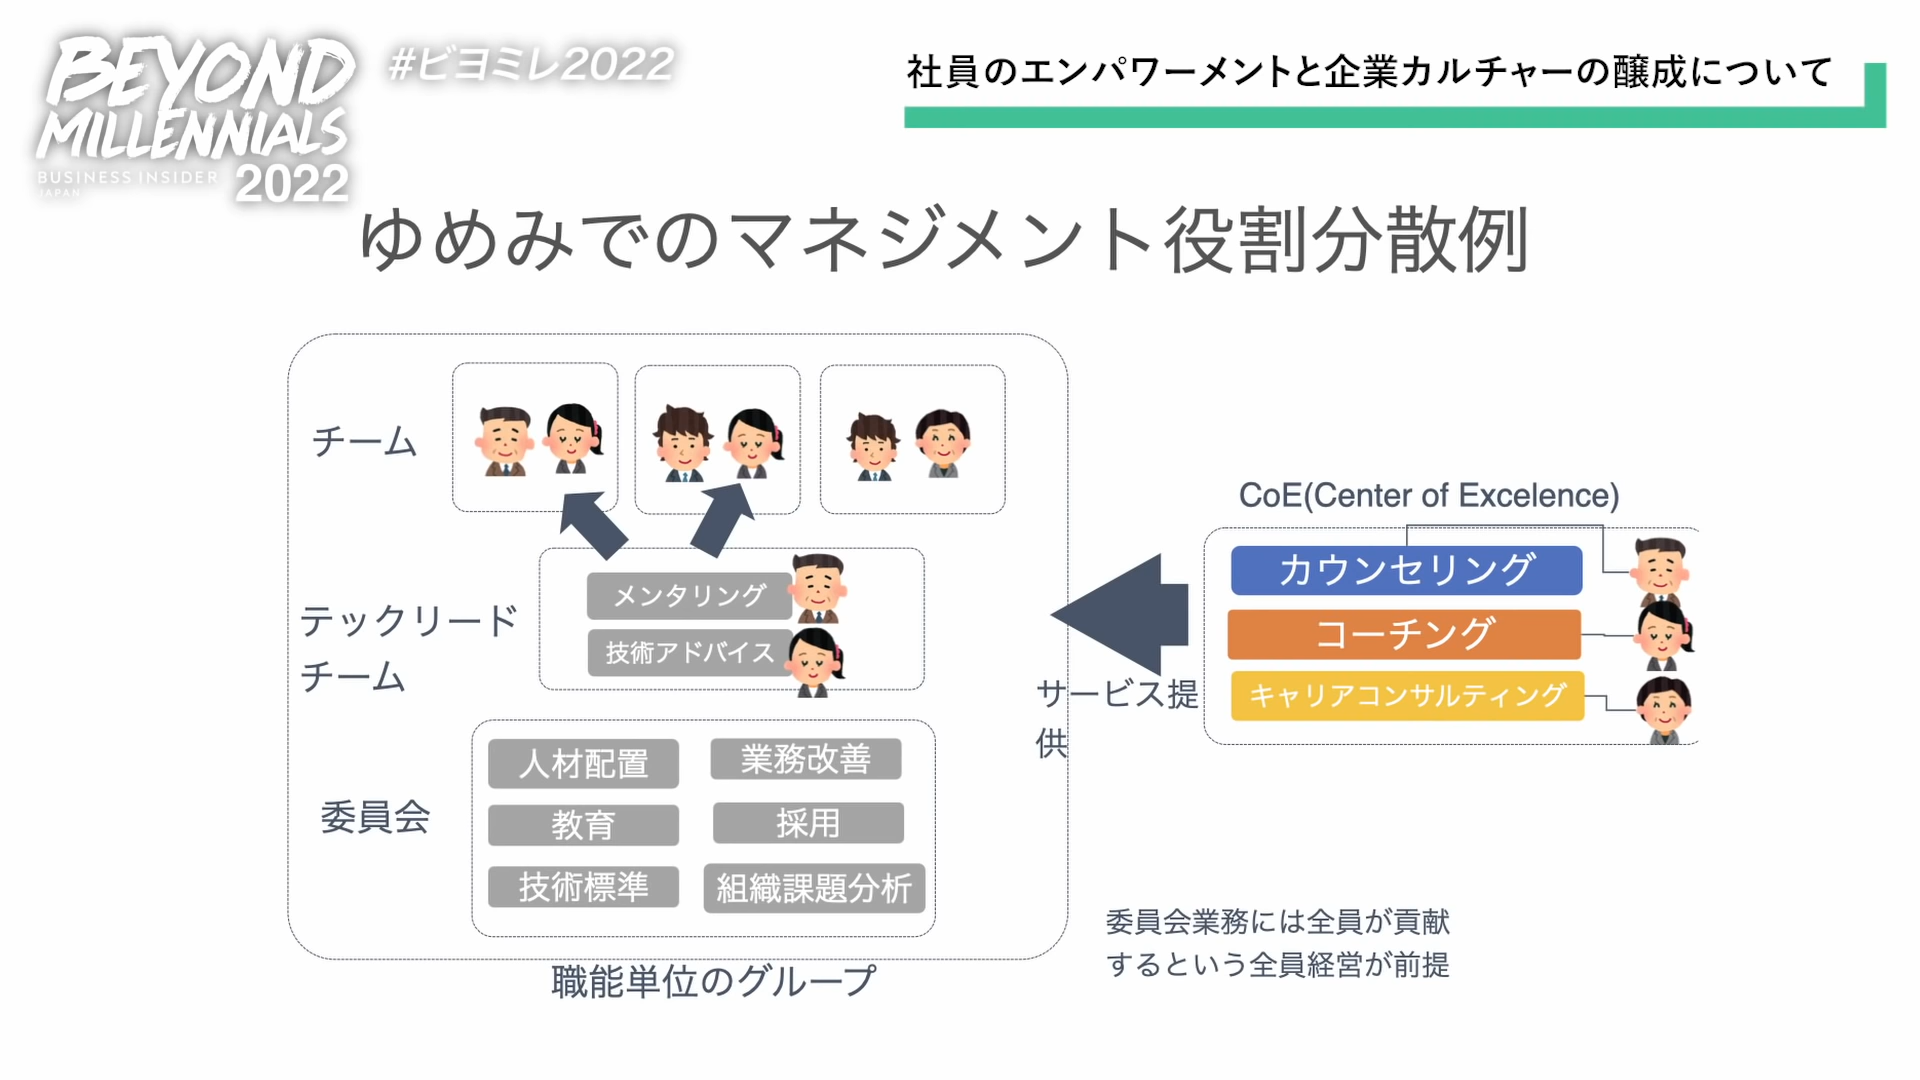 BEYOND
MILLENNIALS
BUSINESS INSIDER
JAPAN
2022
#ビヨミレ2022
社員のエンパワーメントと企業カルチャーの醸成について
ゆめみでのマネジメント役割分散例
チーム
テックリード
チーム
メンタリング
技術アドバイス
委員会
人材配置
業務改善
教育
採用
技術標準
組織課題分析
職能単位のグループ
サービス提
供
CoE(Center of Excelence)
カウンセリング
コーチング
キャリアコンサルティング
委員会業務には全員が貢献
するという全員経営が前提